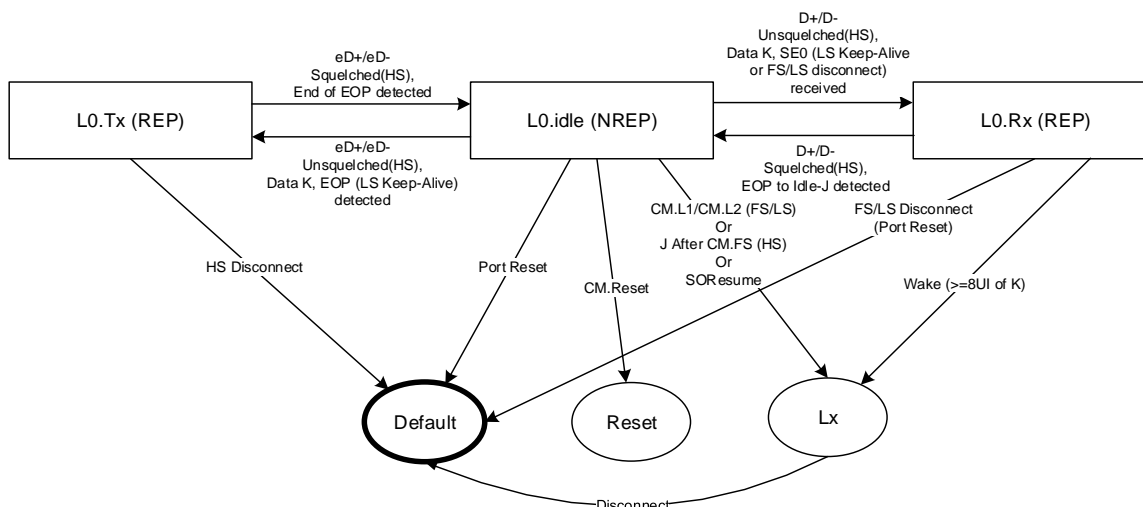 eD+/eD-
Squelched(HS),
End of EOP detected
D+/D-
Unsquelched(HS),
Data K, SE0 (LS Keep-Alive
or FS/LS disconnect)
received
L0.Tx (REP)
L0.idle (NREP)
L0.Rx (REP)
eD+/eD-
Unsquelched(HS),
Data K, EOP (LS Keep-Alive)
detected
D+/D-
Squelched(HS),
EOP to Idle-J detected
HS Disconnect
Port Reset
CM.Reset
CM.L1/CM.L2 (FS/LS)
Or
J After CM.FS (HS)
Or
SOResume
FS/LS Disconnect
(Port Reset)
Wake (>=8UI of K)
Default
Reset
Lx
Disconnect